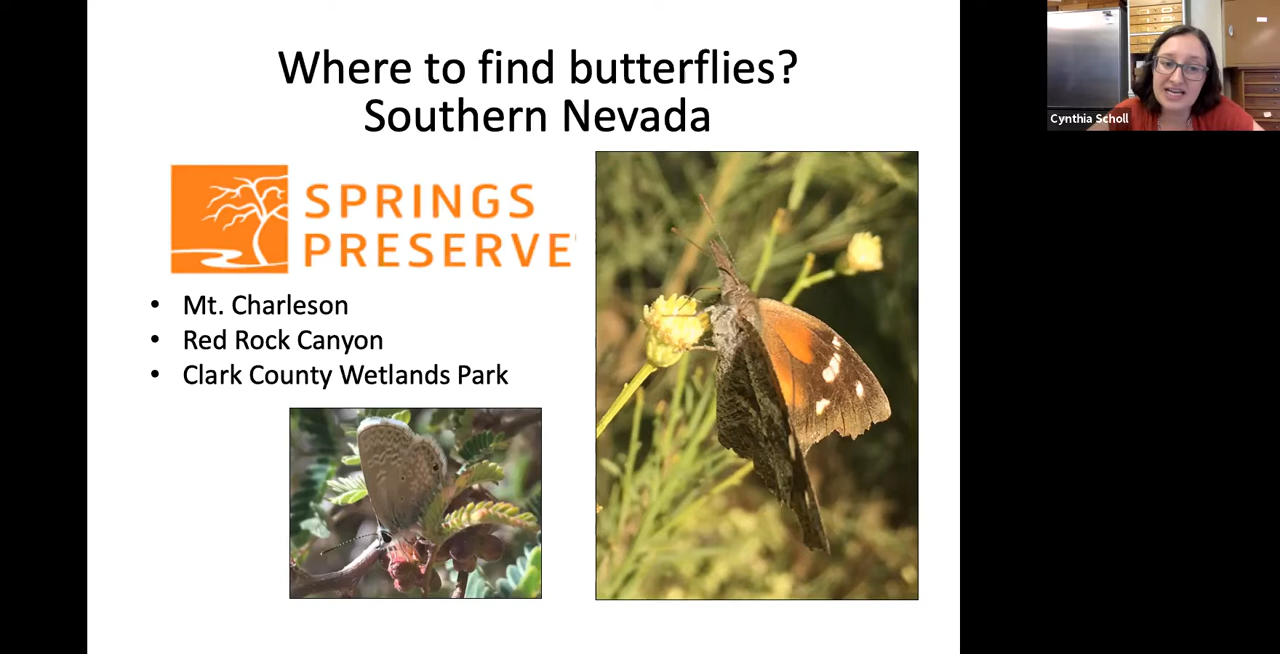 Where to find butterflies?
Southern Nevada
SPRINGS
PRESERVE
• Mt. Charleson
• Red Rock Canyon
• Clark County Wetlands Park
Cynthia Scholl